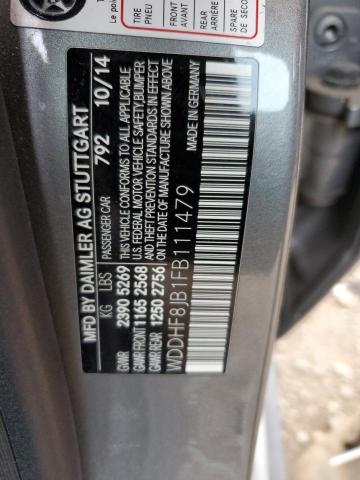 MFD BY DAIMLER AG STUTTGART
PASSENGER CAR 792 10/14
KG LBS
GVWR 2390 5269
GAWR FRONT 1165 2568
GAWR REAR 1250 2756
THIS VEHICLE CONFORMS TO ALL APPLICABLE
U.S. FEDERAL MOTOR VEHICLE SAFETY, BUMPER
AND THEFT PREVENTION STANDARDS IN EFFECT
ON THE DATE OF MANUFACTURE SHOWN ABOVE.
WDDHF8JB1FB111479
MADE IN GERMANY
Le
TIRE
PNEU
FRONT
AVANT
REAR
ARRIÈRE
SPARE
DE